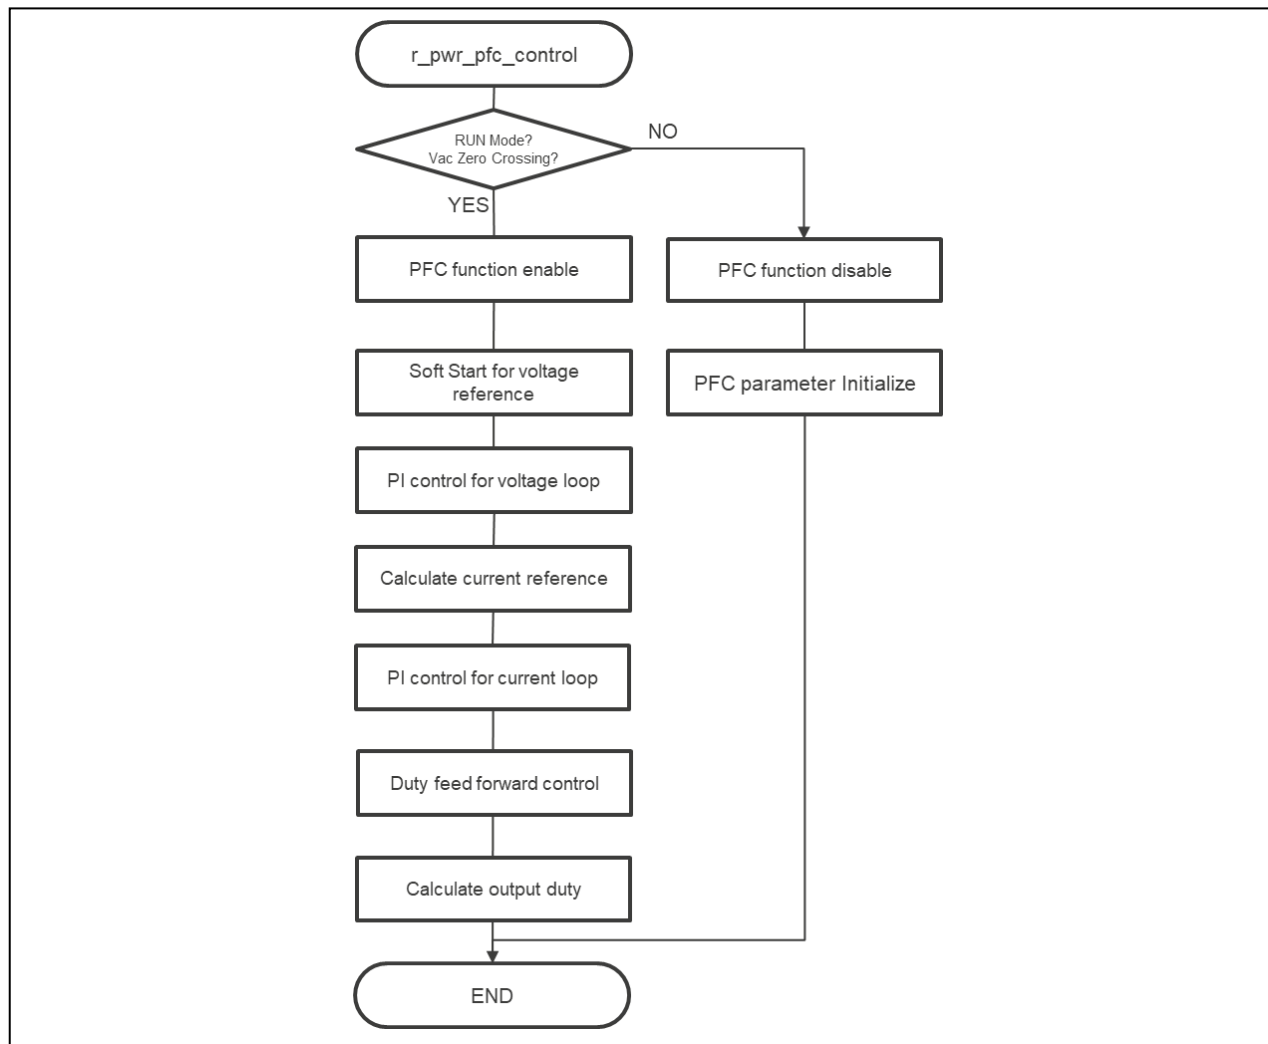 r_pwr_pfc_control
RUN Mode?
Vac Zero Crossing?
NO
YES
PFC function enable
PFC function disable
Soft Start for voltage
reference
PFC parameter Initialize
PI control for voltage loop
Calculate current reference
PI control for current loop
Duty feed forward control
Calculate output duty
END